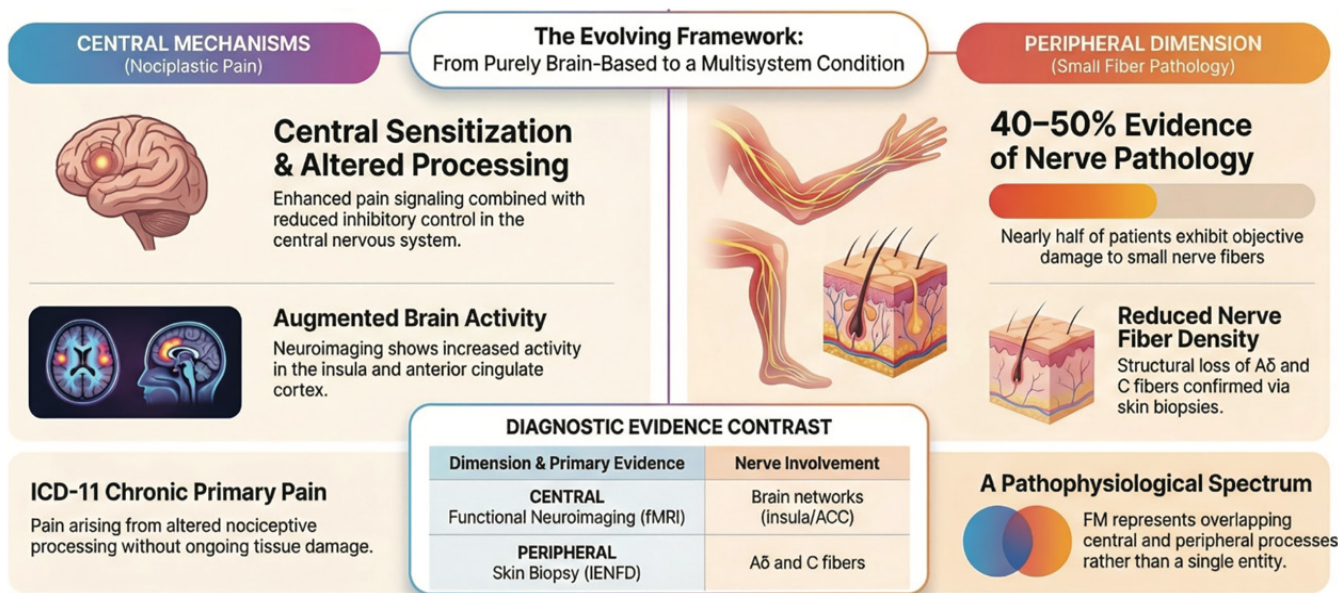 CENTRAL MECHANISMS
(Nociplastic Pain)
The Evolving Framework:
From Purely Brain-Based to a Multisystem Condition
PERIPHERAL DIMENSION
(Small Fiber Pathology)
Central Sensitization
& Altered Processing
Enhanced pain signaling combined with
reduced inhibitory control in the
central nervous system.
Augmented Brain Activity
Neuroimaging shows increased activity
in the insula and anterior cingulate
cortex.
ICD-11 Chronic Primary Pain
Pain arising from altered nociceptive
processing without ongoing tissue damage.
40–50% Evidence
of Nerve Pathology
Nearly half of patients exhibit objective
damage to small nerve fibers
Reduced Nerve
Fiber Density
Structural loss of Aδ and
C fibers confirmed via
skin biopsies.
DIAGNOSTIC EVIDENCE CONTRAST
Dimension & Primary Evidence
Nerve Involvement
CENTRAL
Functional Neuroimaging (fMRI)
Brain networks
(insula/ACC)
PERIPHERAL
Skin Biopsy (IENFD)
Aδ and C fibers
A Pathophysiological Spectrum
FM represents overlapping
central and peripheral processes
rather than a single entity.